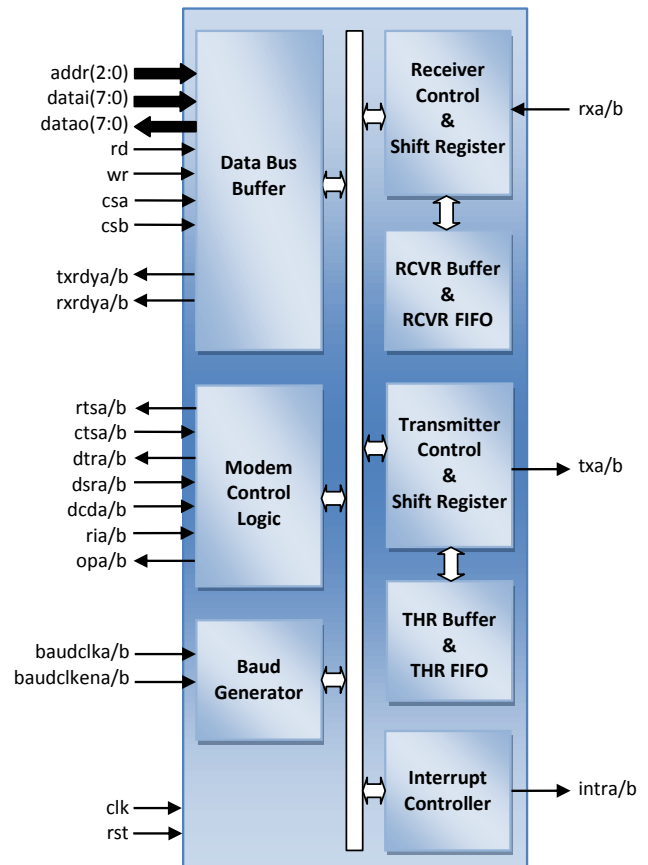 addr(2:0)
datai(7:0)
datao(7:0)
rd
wr
csa
csb
txrdya/b
rxrdya/b
Data Bus
Buffer
rtsa/b
ctsa/b
dtra/b
dsra/b
dcda/b
ria/b
opa/b
Modem
Control
Logic
baudclka/b
baudclkena/b
Baud
Generator
clk
rst
Receiver
Control
&
Shift Register
rxa/b
RCVR Buffer
&
RCVR FIFO
Transmitter
Control
&
Shift Register
txa/b
THR Buffer
&
THR FIFO
Interrupt
Controller
intra/b